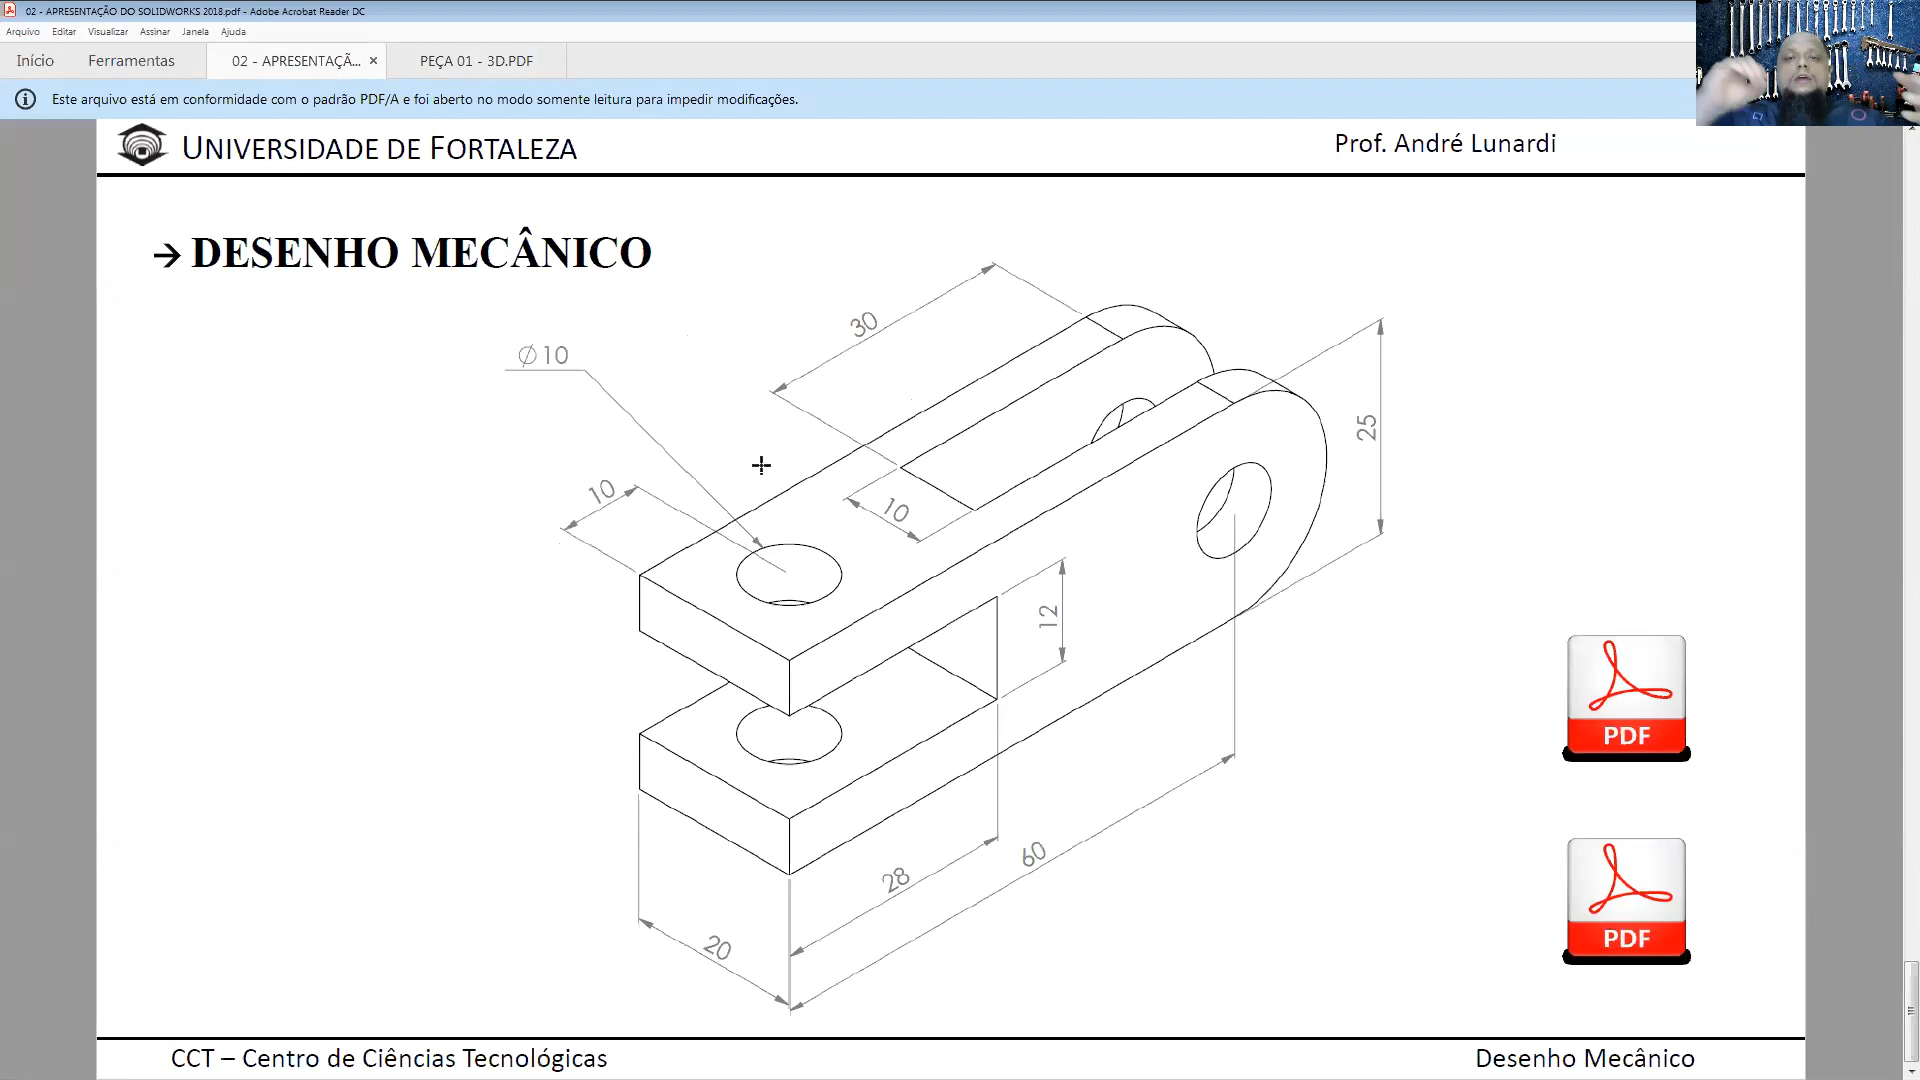 02 - APRESENTAÇÃO DO SOLIDWORKS 2018.pdf - Adobe Acrobat Reader DC
Arquivo Editar Visualizar Assinar Janela Ajuda
Início Ferramentas 02 - APRESENTAÇÃ... × PEÇA 01 - 3D.PDF
Este arquivo está em conformidade com o padrão PDF/A e foi aberto no modo somente leitura para impedir modificações.
UNIVERSIDADE DE FORTALEZA
Prof. André Lunardi
→ DESENHO MECÂNICO
30
Ø10
25
10
10
12
PDF
28
60
20
PDF
CCT – Centro de Ciências Tecnológicas
Desenho Mecânico